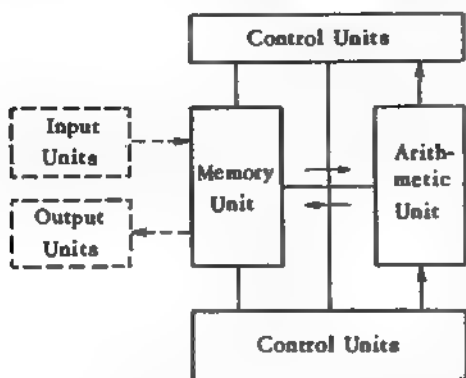 Control Units
Input
Units
Memory
Unit
Arith-
metic
Unit
Output
Units
Control Units